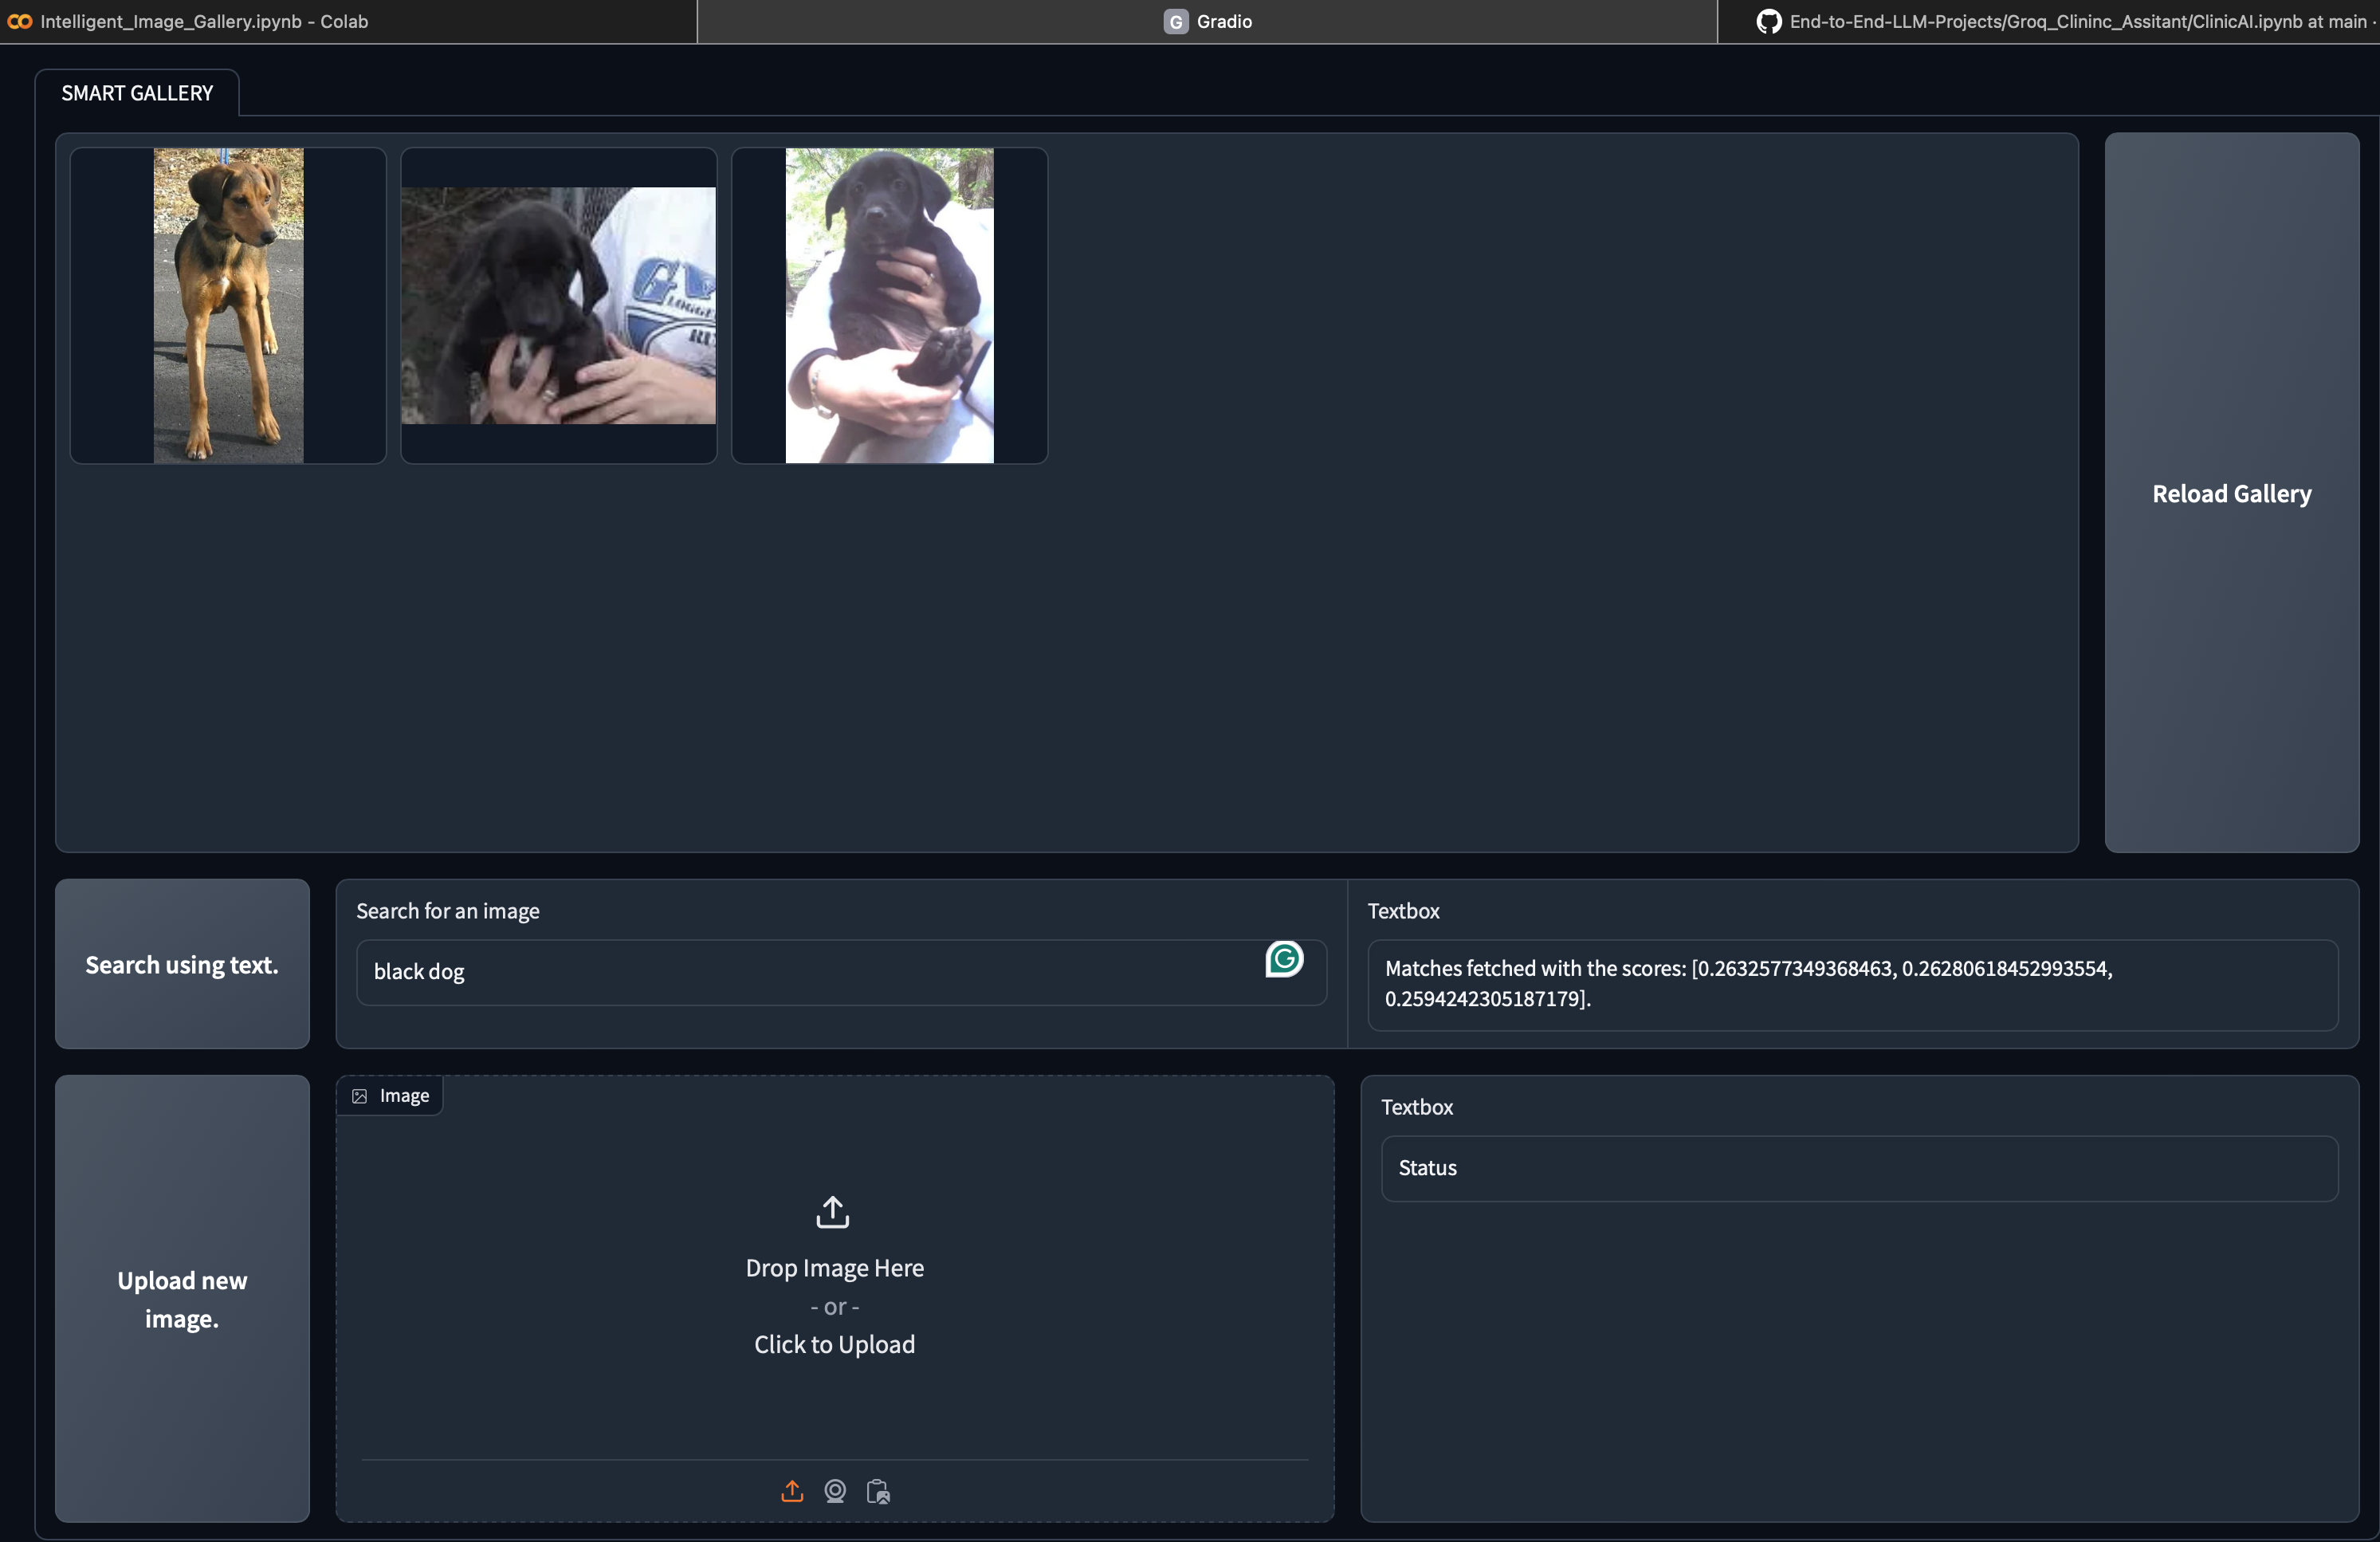 Intelligent_Image_Gallery.ipynb - Colab
G Gradio
End-to-End-LLM-Projects/Groq_Clininc_Assitant/ClinicAI.ipynb at main ·
SMART GALLERY
Reload Gallery
Search using text.
Search for an image
black dog
Textbox
Matches fetched with the scores: [0.2632577349368463, 0.26280618452993554,
0.2594242305187179].
Upload new
image.
Image
Drop Image Here
- or -
Click to Upload
Textbox
Status